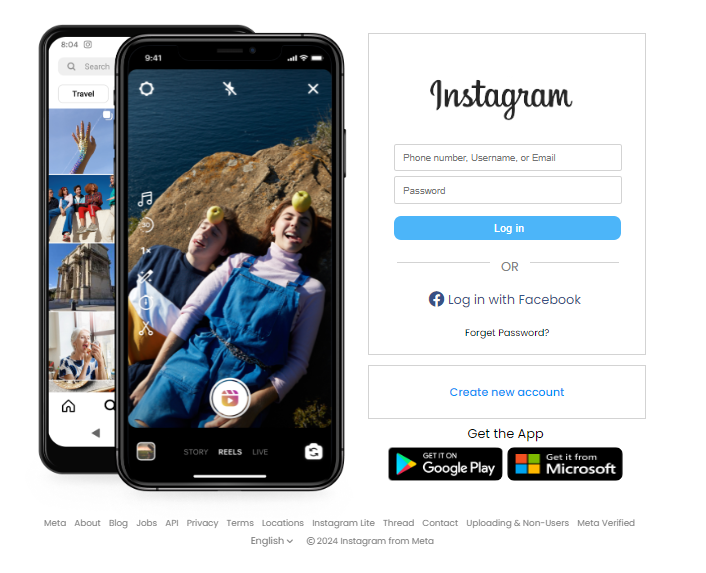 8:04
Search
Travel
9:41
30
1x
STORY REELS LIVE
Instagram
Phone number, Username, or Email
Password
Log in
OR
Log in with Facebook
Forget Password?
Create new account
Get the App
GET IT ON
Google Play
Get it from
Microsoft
Meta About Blog Jobs API Privacy Terms Locations Instagram Lite Thread Contact Uploading & Non-Users Meta Verified
English © 2024 Instagram from Meta